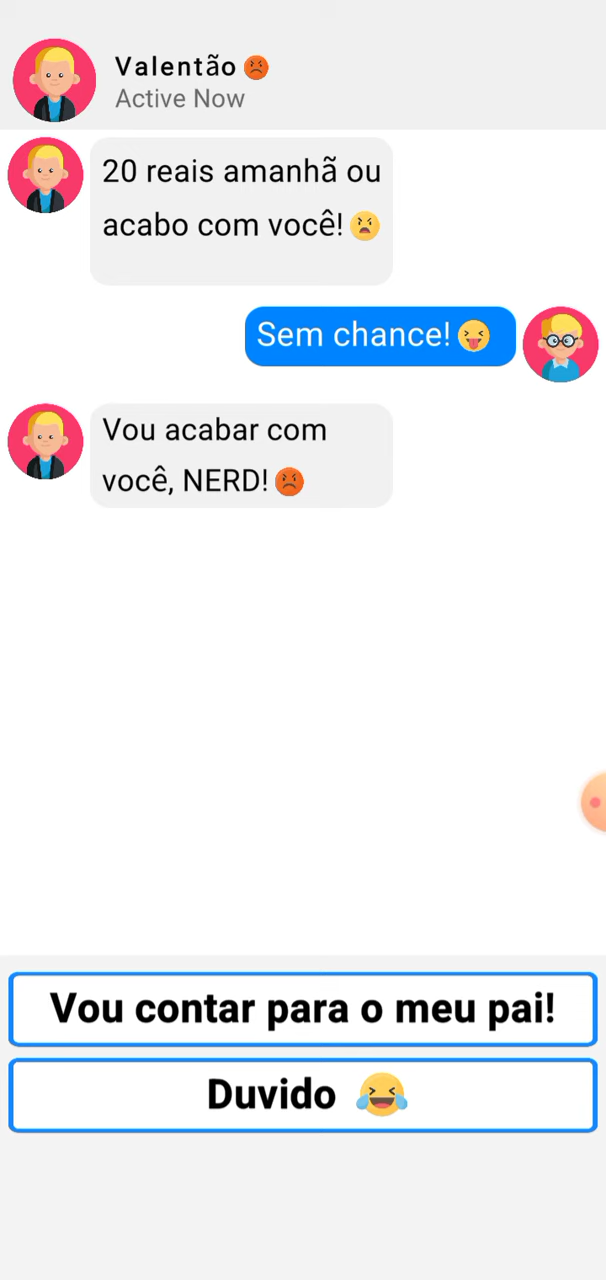 Valentão
Active Now
20 reais amanhã ou
acabo com você!
Sem chance!
Vou acabar com
você, NERD!
Vou contar para o meu pai!
Duvido